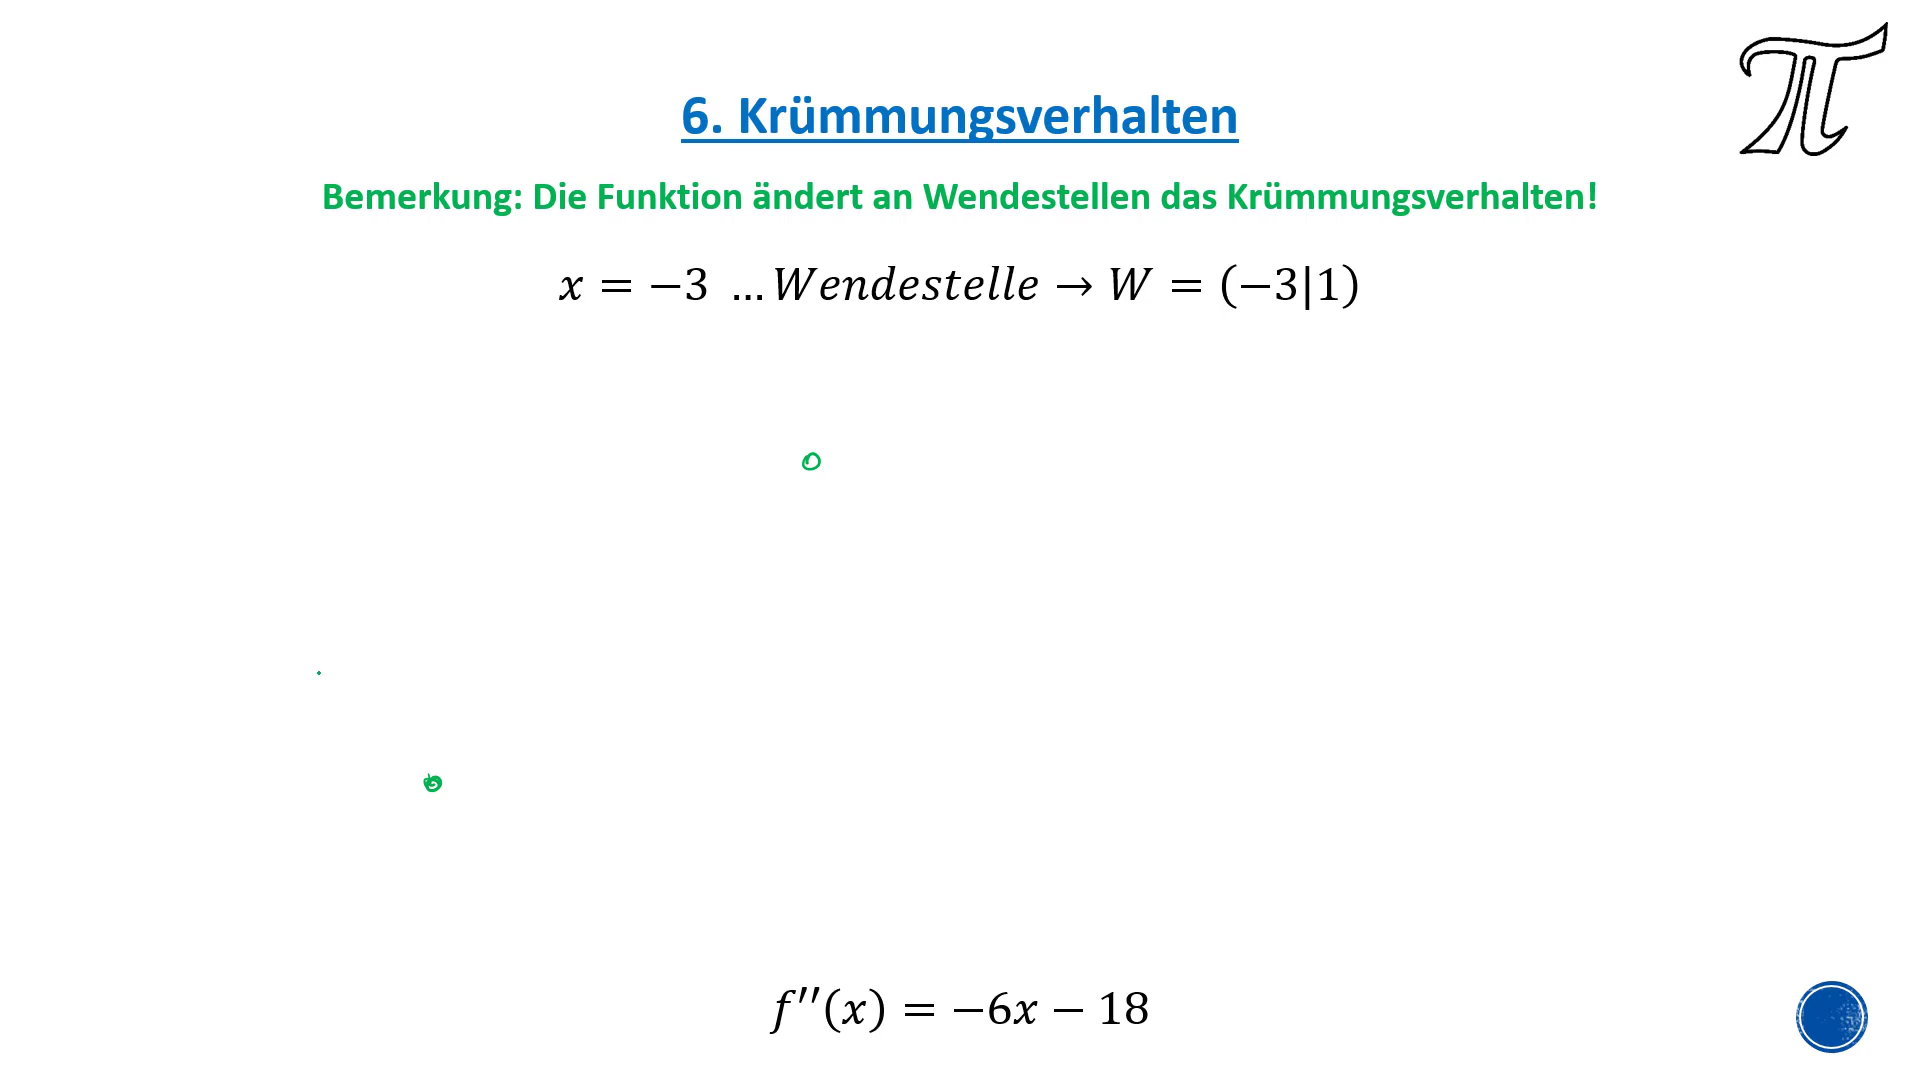 6. Krümmungsverhalten
Bemerkung: Die Funktion ändert an Wendestellen das Krümmungsverhalten!
x = −3 … Wendestelle → W = (−3|1)
f′′(x) = −6x − 18